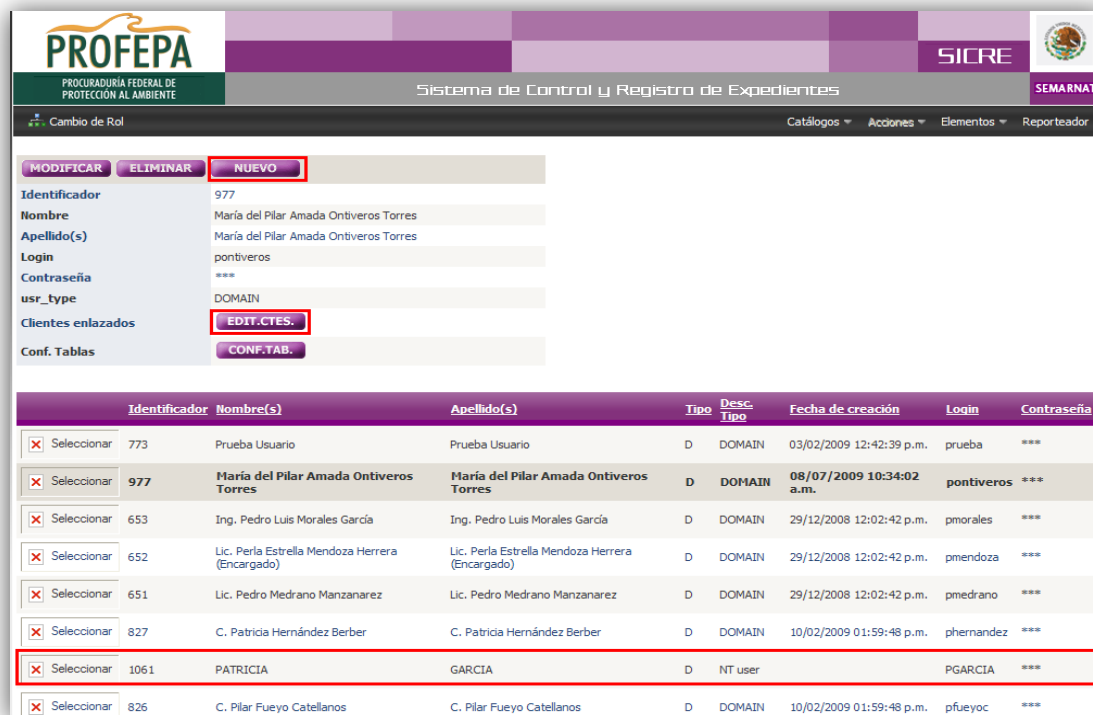 PROFEPA
PROCURADURÍA FEDERAL DE
PROTECCIÓN AL AMBIENTE
SICRE
Sistema de Control y Registro de Expedientes
SEMARNAT
Cambio de Rol
Catálogos Acciones Elementos Reporteador
MODIFICAR ELIMINAR NUEVO
Identificador 977
Nombre María del Pilar Amada Ontiveros Torres
Apellido(s) María del Pilar Amada Ontiveros Torres
Login pontiveros
Contraseña ***
usr_type DOMAIN
Clientes enlazados EDIT.CTES.
Conf. Tablas CONF.TAB.
Identificador Nombre(s) Apellido(s) Tipo Desc. Tipo Fecha de creación Login Contraseña
Seleccionar 773 Prueba Usuario Prueba Usuario D DOMAIN 03/02/2009 12:42:39 p.m. prueba ***
Seleccionar 977 María del Pilar Amada Ontiveros Torres María del Pilar Amada Ontiveros Torres D DOMAIN 08/07/2009 10:34:02 a.m. pontiveros ***
Seleccionar 653 Ing. Pedro Luis Morales García Ing. Pedro Luis Morales García D DOMAIN 29/12/2008 12:02:42 p.m. pmorales ***
Seleccionar 652 Lic. Perla Estrella Mendoza Herrera (Encargado) Lic. Perla Estrella Mendoza Herrera (Encargado) D DOMAIN 29/12/2008 12:02:42 p.m. pmendoza ***
Seleccionar 651 Lic. Pedro Medrano Manzanarez Lic. Pedro Medrano Manzanarez D DOMAIN 29/12/2008 12:02:42 p.m. pmedrano ***
Seleccionar 827 C. Patricia Hernández Berber C. Patricia Hernández Berber D DOMAIN 10/02/2009 01:59:48 p.m. phernandez ***
Seleccionar 1061 PATRICIA GARCIA D NT user PGARCIA ***
Seleccionar 826 C. Pilar Fueyo Catellanos C. Pilar Fueyo Catellanos D DOMAIN 10/02/2009 01:59:48 p.m. pfueyoc ***